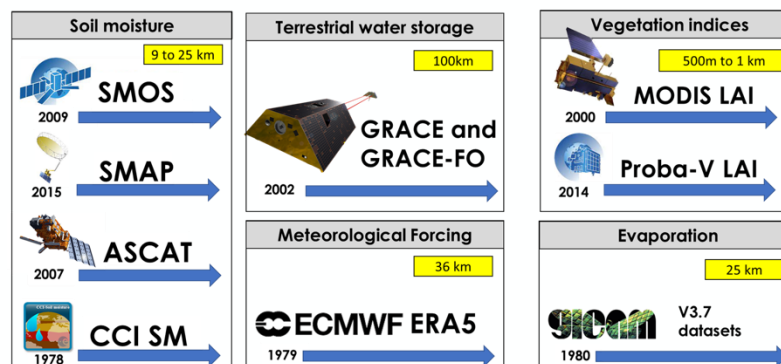 Soil moisture
9 to 25 km
SMOS
2009
SMAP
2015
ASCAT
2007
CCI SM
1978
Terrestrial water storage
100km
GRACE and
GRACE-FO
2002
Meteorological Forcing
36 km
ECMWF ERA5
1979
Vegetation indices
500m to 1 km
MODIS LAI
2000
Proba-V LAI
2014
Evaporation
25 km
gleam
V3.7
datasets
1980